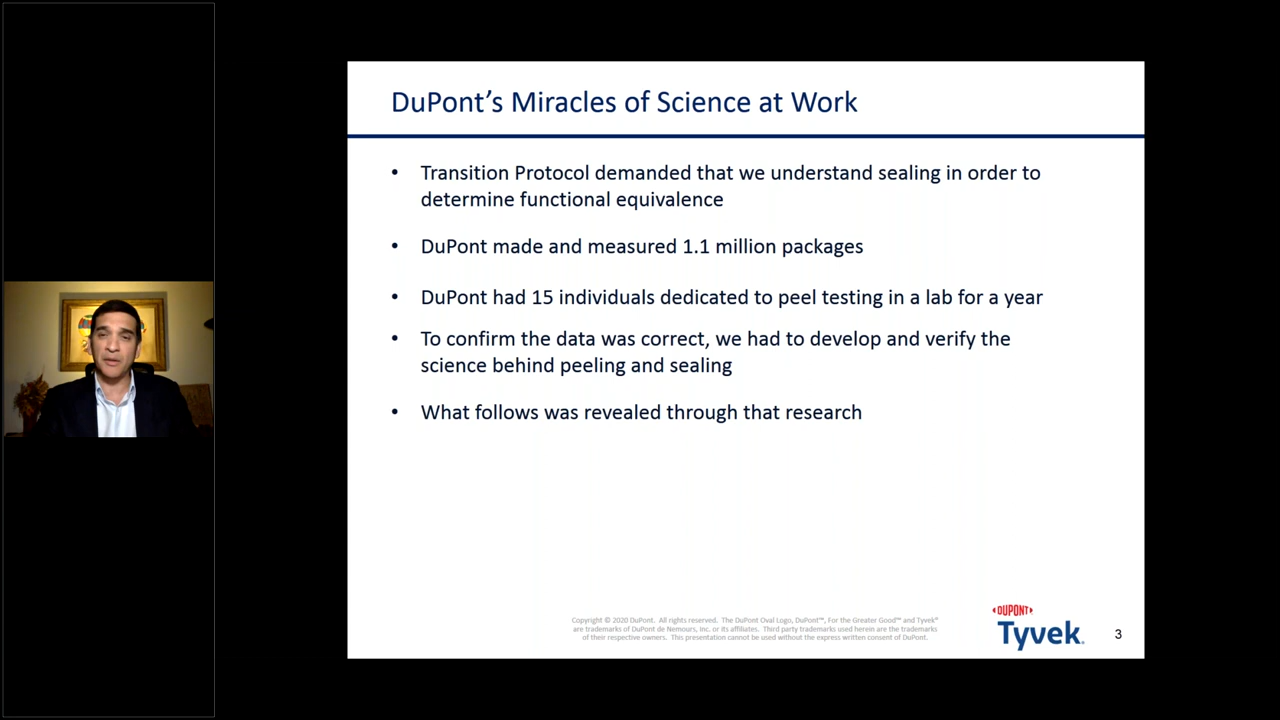 DuPont’s Miracles of Science at Work
• Transition Protocol demanded that we understand sealing in order to
determine functional equivalence
• DuPont made and measured 1.1 million packages
• DuPont had 15 individuals dedicated to peel testing in a lab for a year
• To confirm the data was correct, we had to develop and verify the
science behind peeling and sealing
• What follows was revealed through that research
Copyright © 2020 DuPont. All rights reserved. The DuPont Oval Logo, DuPont™, For the Greater Good™ and Tyvek®
are trademarks of DuPont de Nemours, Inc. or its affiliates. Third party trademarks used herein are the trademarks
of their respective owners. This presentation cannot be used without the express written consent of DuPont.
DUPONT
Tyvek®
3